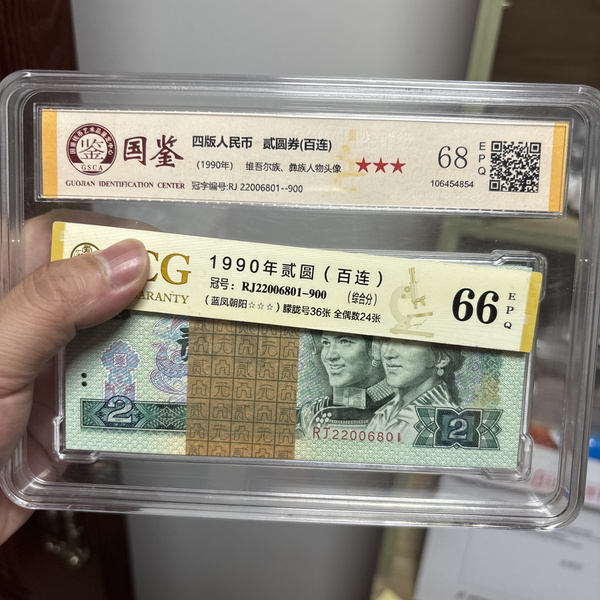 国鉴
GSCA
GUOJIAN IDENTIFICATION CENTER
四版人民币 贰圆券(百连)
(1990年) 维吾尔族、彝族人物头像
冠字编号:RJ 22006801--900
★★★
68
EPQ
106454854
CG
RANTY
1990年贰圆(百连)
冠号: RJ22006801-900 (综合分)
(蓝凤朝阳☆☆☆) 朦胧号36张 全偶数24张
66
EPQ
2
RJ22006801
2